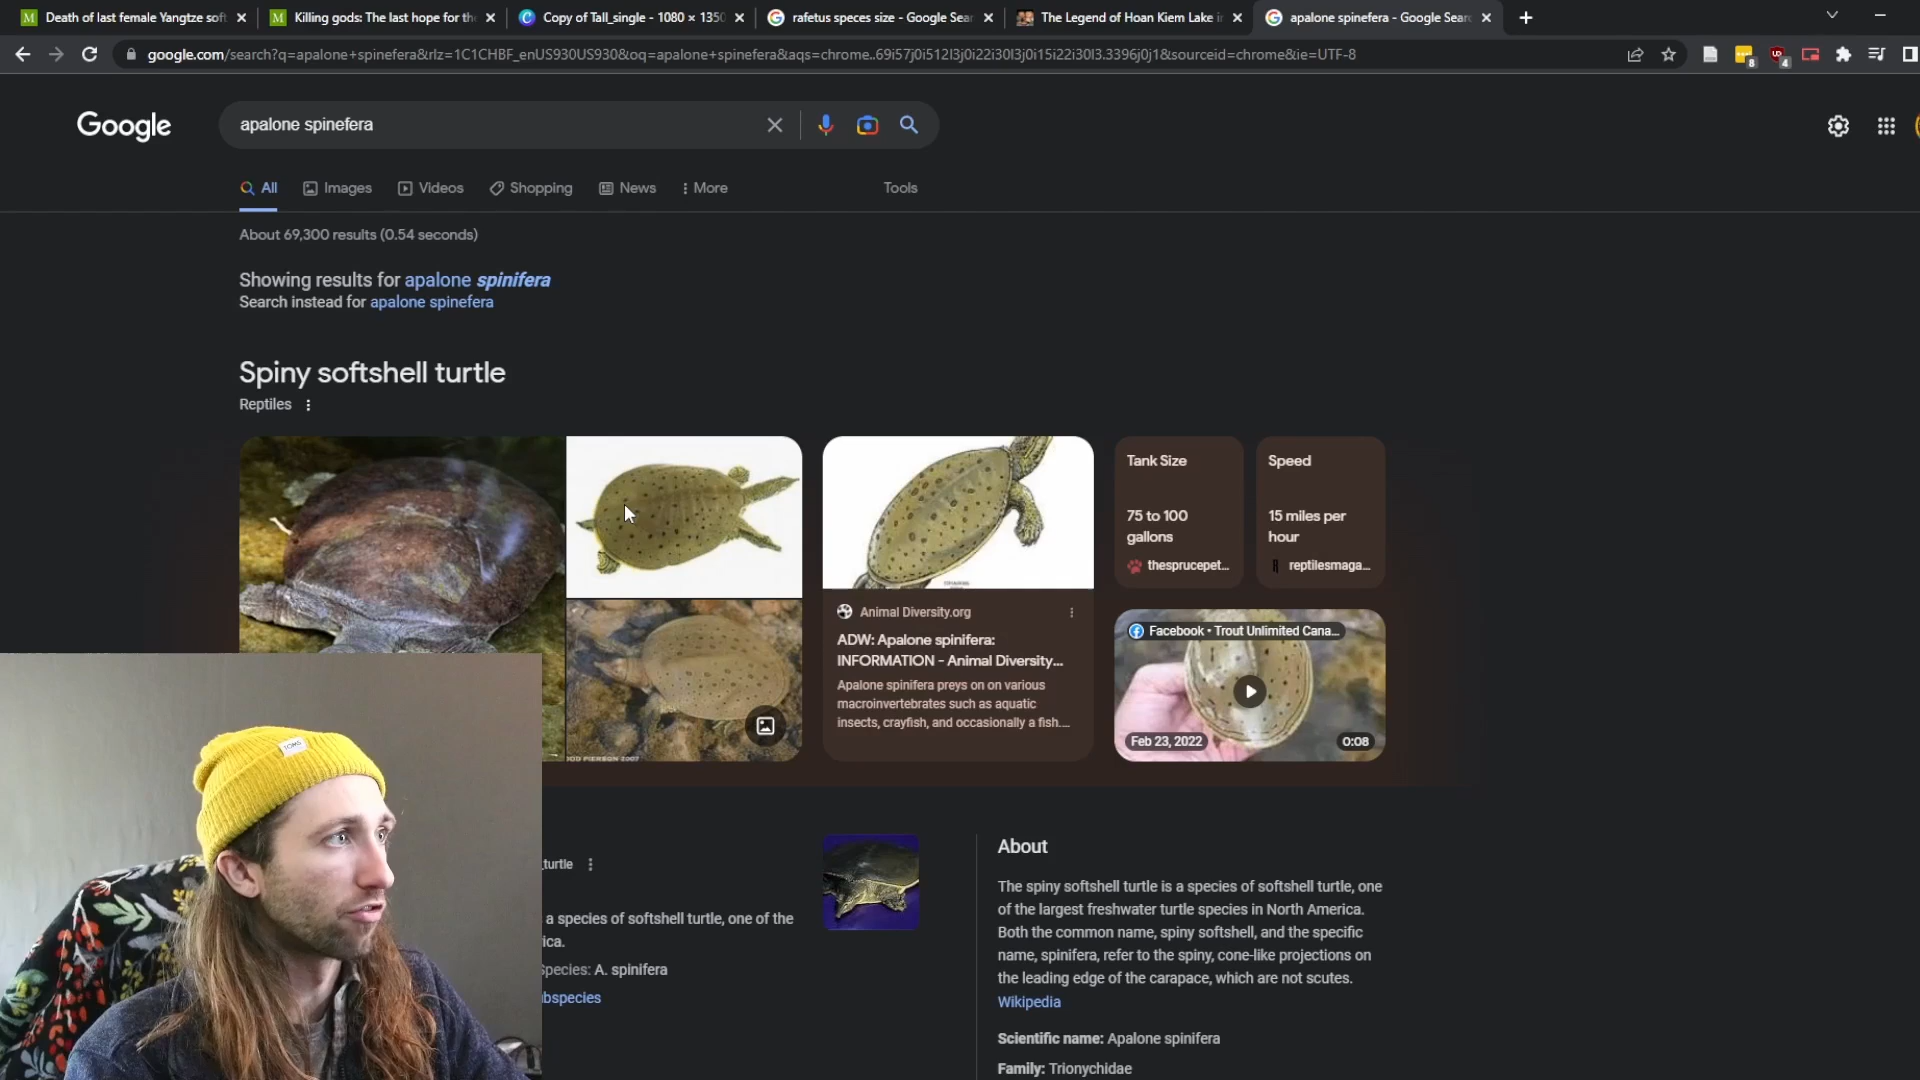 Death of last female Yangtze soft
Killing gods: The last hope for th
Copy of Tall_single - 1080 × 1350
rafetus speces size - Google Sear
The Legend of Hoan Kiem Lake i
apalone spinefera - Google Searc
google.com/search?q=apalone+spinefera&rlz=1C1CHBF_enUS930US930&oq=apalone+spinefera&aqs=chrome..69i57j0i512l3j0i22i30l3j0i15i22i30l3.3396j0j1&sourceid=chrome&ie=UTF-8
8
4
Google
apalone spinefera
All
Images
Videos
Shopping
News
More
Tools
About 69,300 results (0.54 seconds)
Showing results for apalone spinifera
Search instead for apalone spinefera
Spiny softshell turtle
Reptiles
Animal Diversity.org
ADW: Apalone spinifera:
INFORMATION - Animal Diversity...
Apalone spinifera preys on on various
macroinvertebrates such as aquatic
insects, crayfish, and occasionally a fish....
Tank Size
75 to 100
gallons
thesprucepet...
Speed
15 miles per
hour
reptilesmaga...
Facebook • Trout Unlimited Cana...
Feb 23, 2022
0:08
OD PIERSON 2007
TOMS
turtle
a species of softshell turtle, one of the
ica.
Species: A. spinifera
bspecies
About
The spiny softshell turtle is a species of softshell turtle, one
of the largest freshwater turtle species in North America.
Both the common name, spiny softshell, and the specific
name, spinifera, refer to the spiny, cone-like projections on
the leading edge of the carapace, which are not scutes.
Wikipedia
Scientific name: Apalone spinifera
Family: Trionychidae